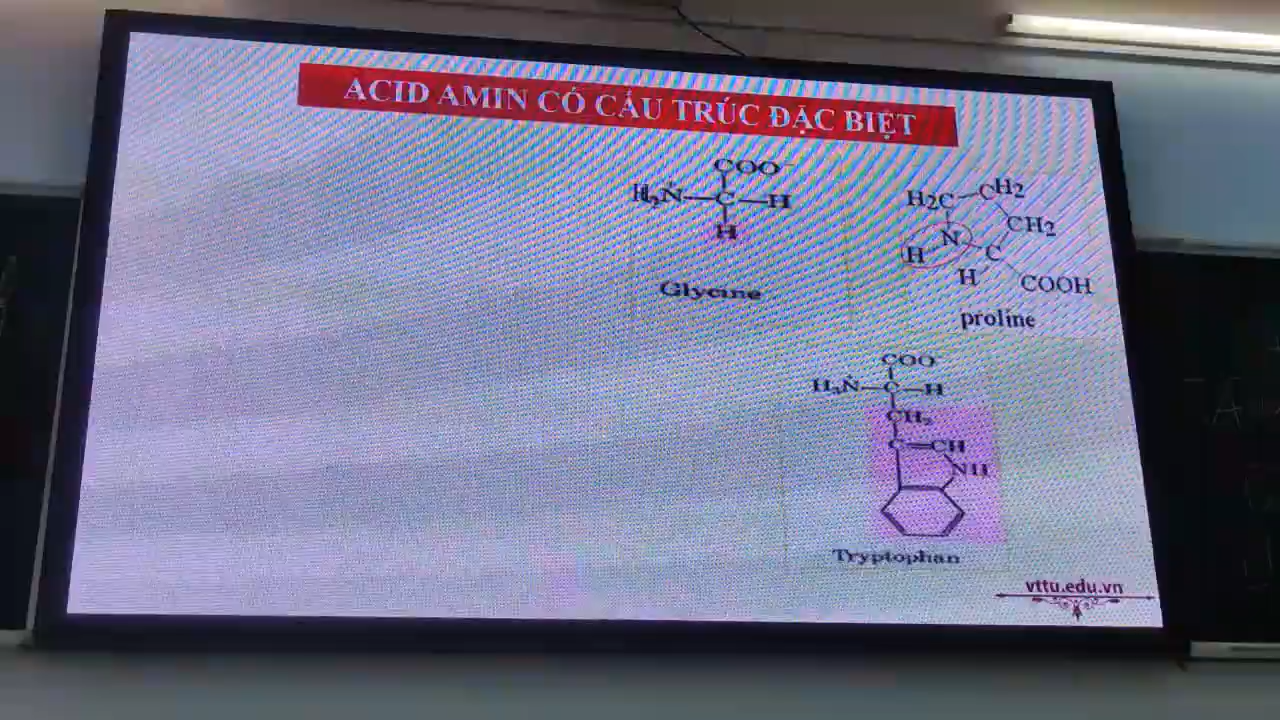 ACID AMIN CÓ CẤU TRÚC ĐẶC BIỆT
COO⁻
H₃N—C—H
H
Glycine
H2C—CH2
CH2
N
H
C
H
COOH
proline
COO
H₃N—C—H
CH₂
C=CH
NH
Tryptophan
vttu.edu.vn